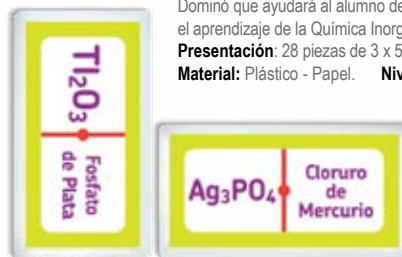 Dominó que ayudará al alumno de
el aprendizaje de la Química Inorg
Presentación: 28 piezas de 3 x 5
Material: Plástico - Papel. Niv
Tl₂O₃
Fosfato
de Plata
Ag₃PO₄
Cloruro
de
Mercurio